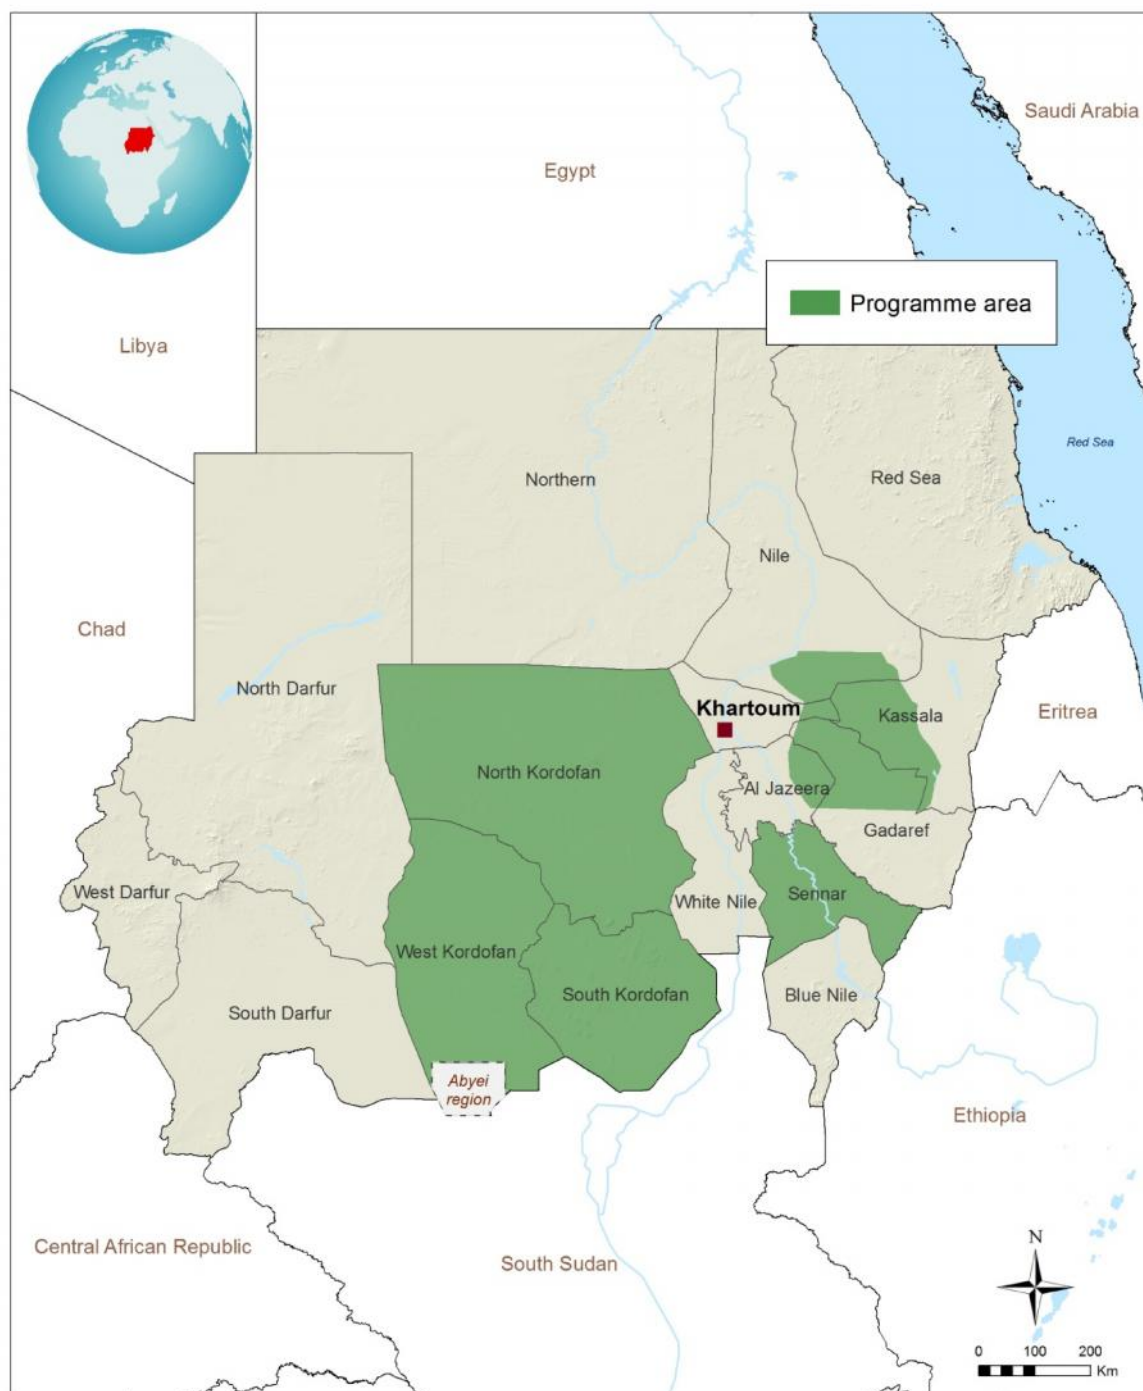 Saudi Arabia
Egypt
Programme area
Libya
Red Sea
Northern
Red Sea
Nile
Chad
North Darfur
Khartoum
Kassala
Eritrea
North Kordofan
Al Jazeera
Gadaref
West Darfur
White Nile
Sennar
West Kordofan
South Kordofan
Blue Nile
South Darfur
Abyei
region
Ethiopia
Central African Republic
South Sudan
N
0 100 200
Km